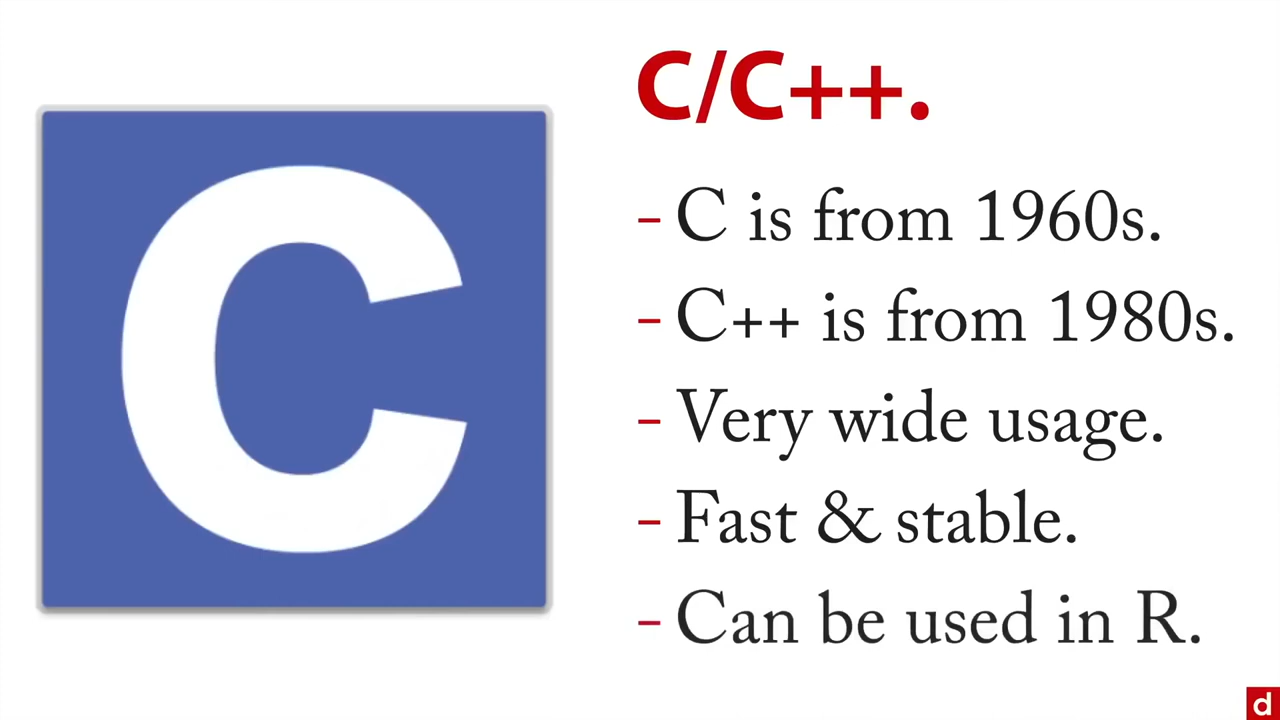 C
C/C++.
- C is from 1960s.
- C++ is from 1980s.
- Very wide usage.
- Fast & stable.
- Can be used in R.
d